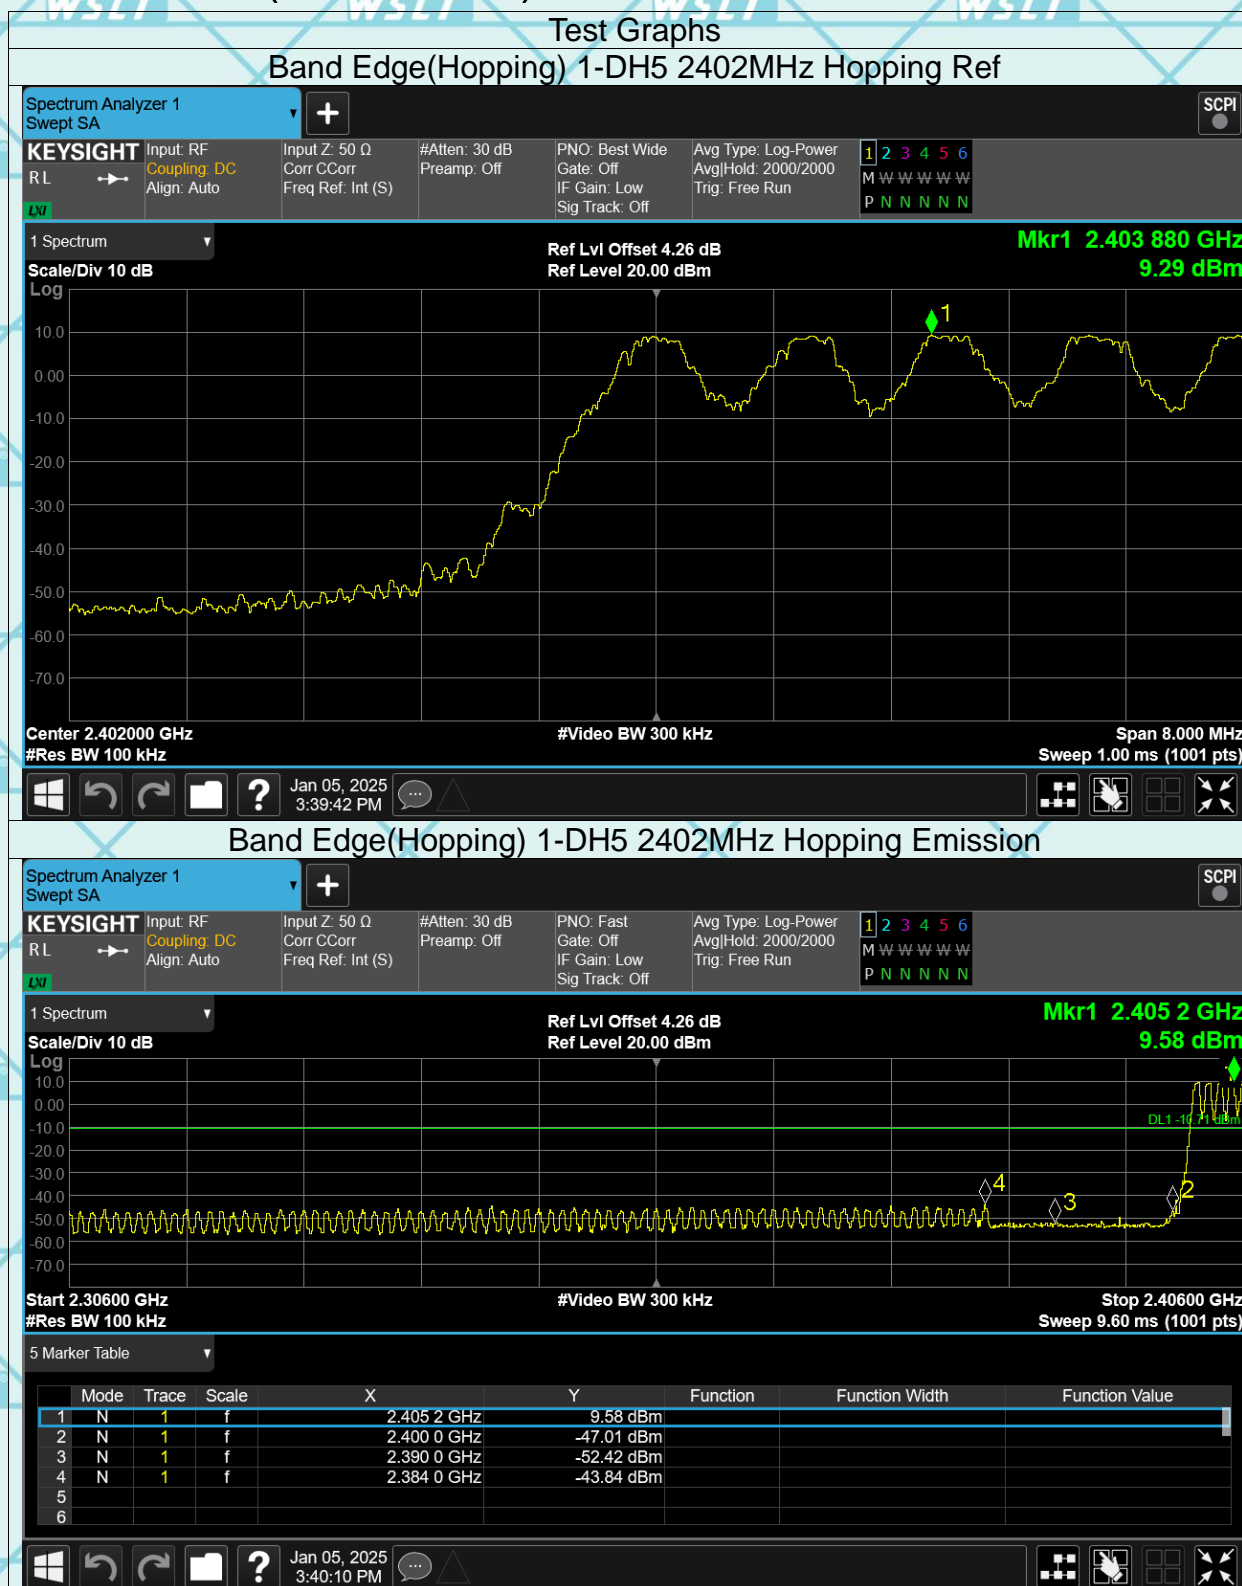 WSCT WSCT WSCT
Test Graphs
Band Edge(Hopping) 1-DH5 2402MHz Hopping Ref
Spectrum Analyzer 1
Swept SA
SCPI
KEYSIGHT Input: RF Input Z: 50 Ω #Atten: 30 dB PNO: Best Wide Avg Type: Log-Power 1 2 3 4 5 6
RL Coupling: DC Corr CCorr Preamp: Off Gate: Off Avg|Hold: 2000/2000 M W W W W W
Align: Auto Freq Ref: Int (S) IF Gain: Low Trig: Free Run P N N N N N
LXI Sig Track: Off
1 Spectrum Ref Lvl Offset 4.26 dB Mkr1 2.403 880 GHz
Scale/Div 10 dB Ref Level 20.00 dBm 9.29 dBm
Log
1
10.0
0.00
-10.0
-20.0
-30.0
-40.0
-50.0
-60.0
-70.0
Center 2.402000 GHz #Video BW 300 kHz Span 8.000 MHz
#Res BW 100 kHz Sweep 1.00 ms (1001 pts)
? Jan 05, 2025
3:39:42 PM
Band Edge(Hopping) 1-DH5 2402MHz Hopping Emission
Spectrum Analyzer 1
Swept SA
SCPI
KEYSIGHT Input: RF Input Z: 50 Ω #Atten: 30 dB PNO: Fast Avg Type: Log-Power 1 2 3 4 5 6
RL Coupling: DC Corr CCorr Preamp: Off Gate: Off Avg|Hold: 2000/2000 M W W W W W
Align: Auto Freq Ref: Int (S) IF Gain: Low Trig: Free Run P N N N N N
LXI Sig Track: Off
1 Spectrum Ref Lvl Offset 4.26 dB Mkr1 2.405 2 GHz
Scale/Div 10 dB Ref Level 20.00 dBm 9.58 dBm
Log
10.0
0.00
DL1 -10.71 dBm
-10.0
-20.0
-30.0
-40.0 4 3 2
-50.0
-60.0
-70.0
Start 2.30600 GHz #Video BW 300 kHz Stop 2.40600 GHz
#Res BW 100 kHz Sweep 9.60 ms (1001 pts)
5 Marker Table
Mode Trace Scale X Y Function Function Width Function Value
1 N 1 f 2.405 2 GHz 9.58 dBm
2 N 1 f 2.400 0 GHz -47.01 dBm
3 N 1 f 2.390 0 GHz -52.42 dBm
4 N 1 f 2.384 0 GHz -43.84 dBm
5
6
? Jan 05, 2025
3:40:10 PM